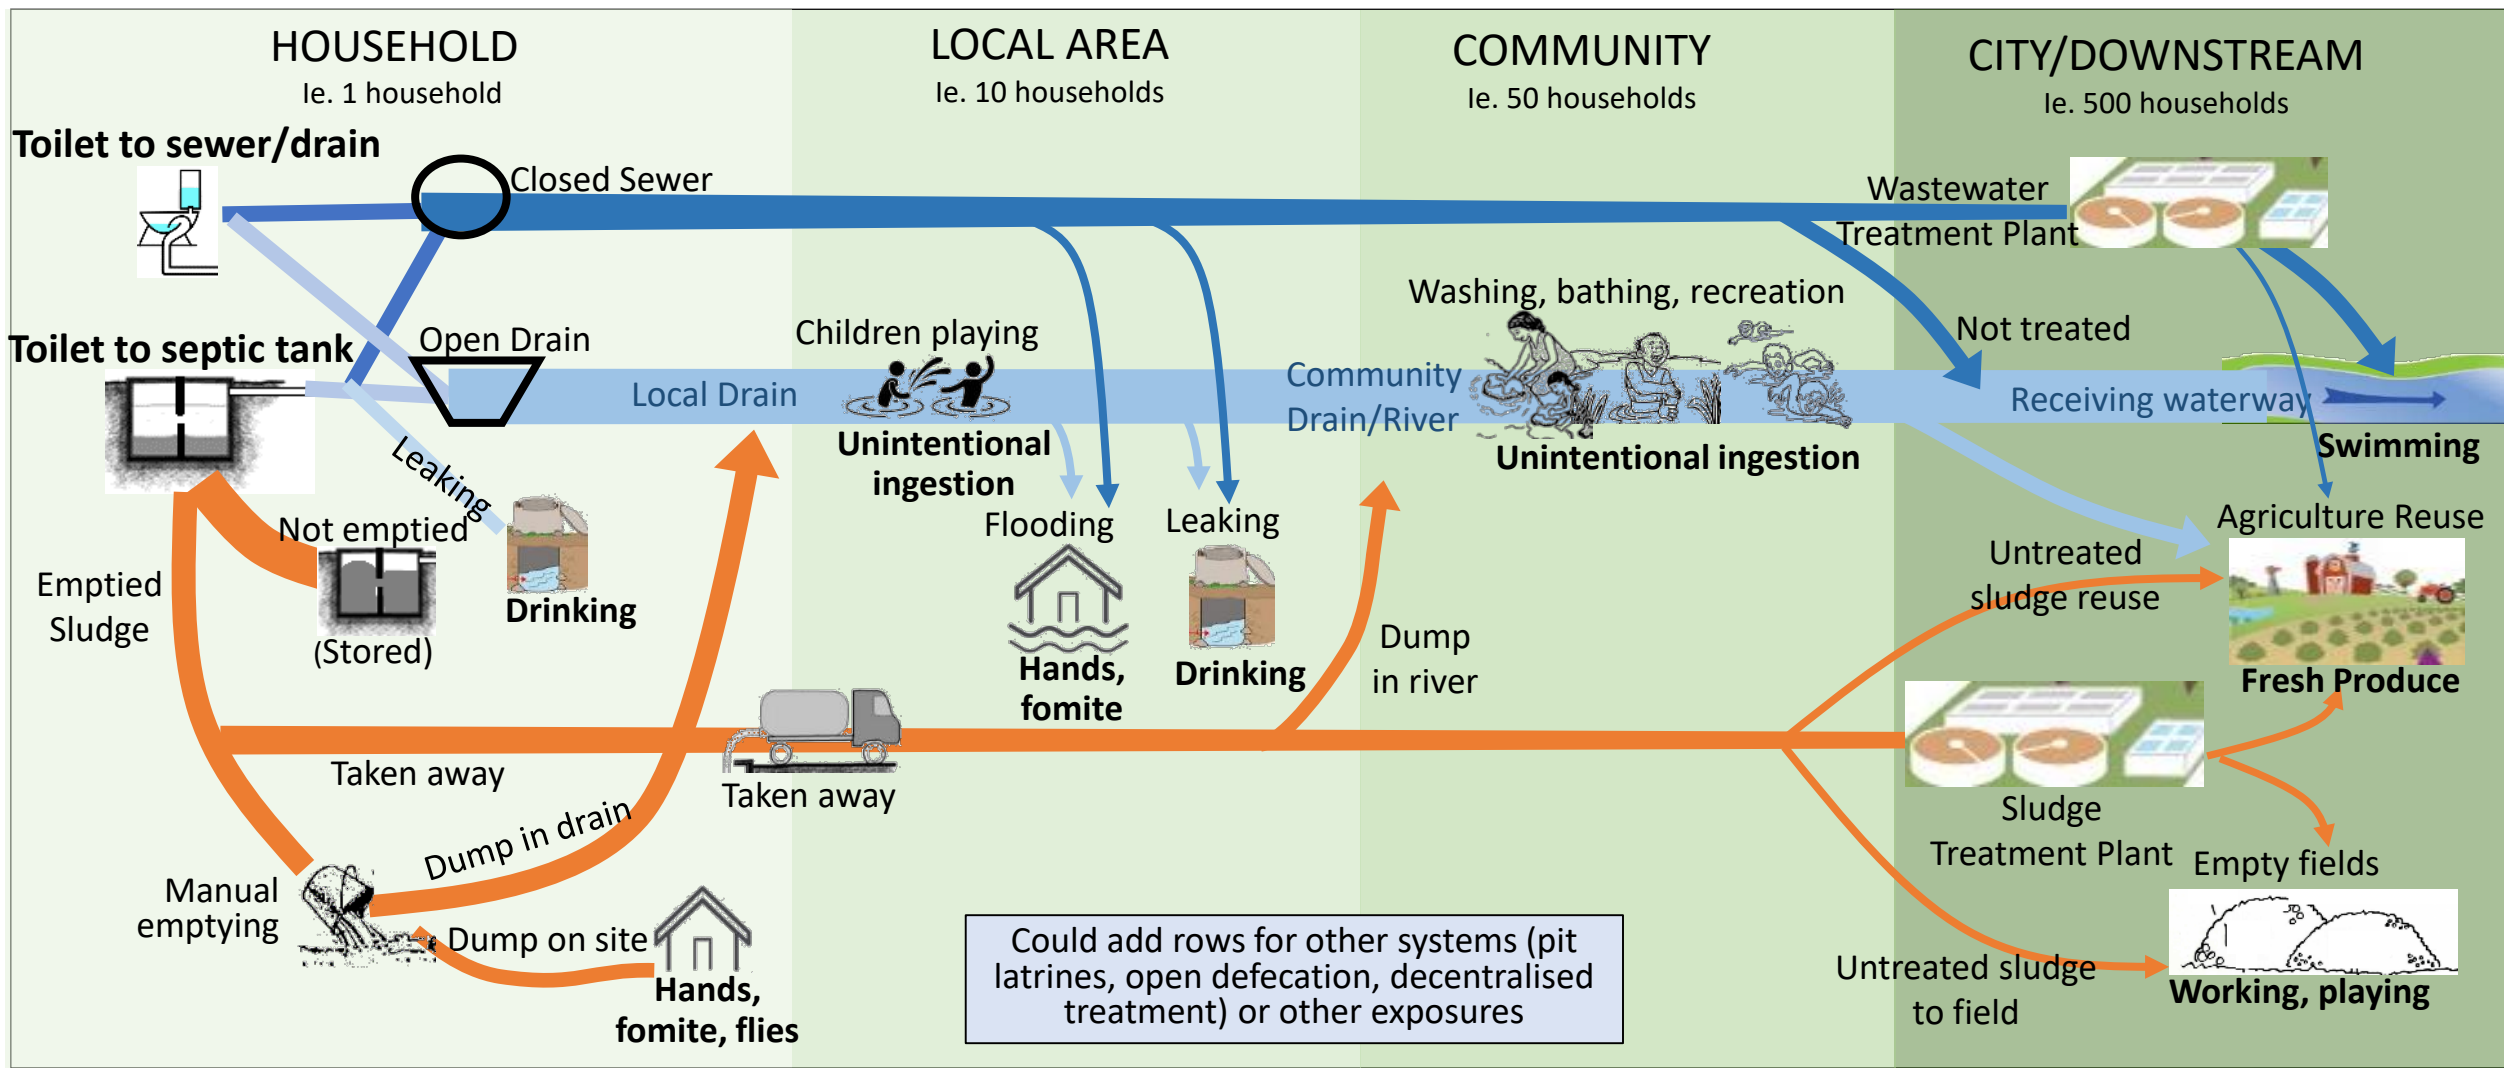 HOUSEHOLD
Ie. 1 household
LOCAL AREA
Ie. 10 households
COMMUNITY
Ie. 50 households
CITY/DOWNSTREAM
Ie. 500 households
Toilet to sewer/drain
Closed Sewer
Wastewater
Treatment Plant
Toilet to septic tank
Open Drain
Local Drain
Children playing
Unintentional
ingestion
Community
Drain/River
Washing, bathing, recreation
Unintentional ingestion
Not treated
Receiving waterway
Swimming
Leaking
Drinking
Not emptied
(Stored)
Emptied
Sludge
Flooding
Hands,
fomite
Leaking
Drinking
Dump
in river
Agriculture Reuse
Untreated
sludge reuse
Fresh Produce
Taken away
Taken away
Sludge
Treatment Plant
Dump in drain
Manual
emptying
Dump on site
Hands,
fomite, flies
Could add rows for other systems (pit
latrines, open defecation, decentralised
treatment) or other exposures
Empty fields
Untreated sludge
to field
Working, playing